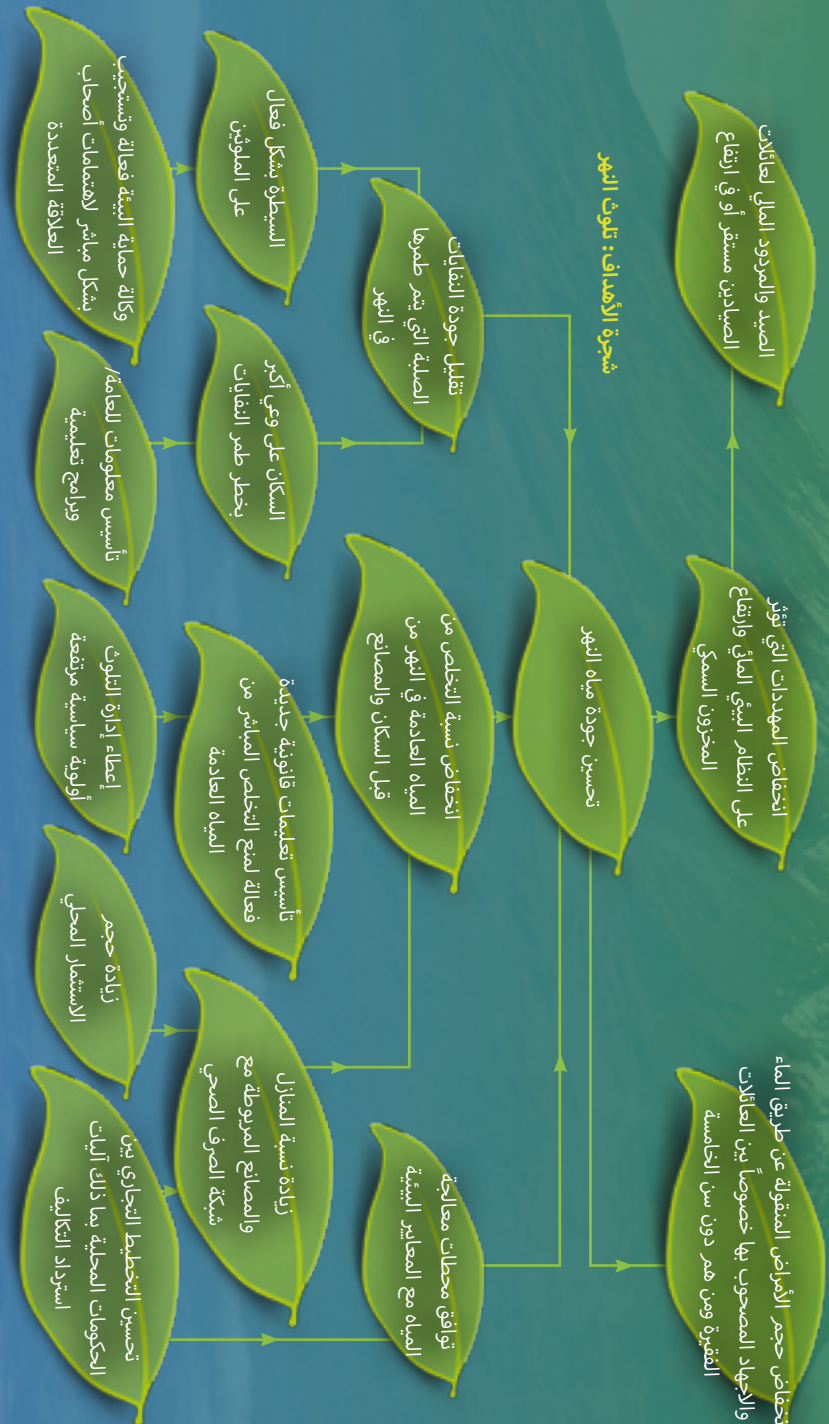 شجرة الأهداف: تلوث النهر
الصيد والمردود المالي لعائلات
الصيادين مستقر أو في ارتفاع
انخفاض حجم الأمراض المنقولة عن طريق الماء
والاجهاد المصحوب بها خصوصاً بين العائلات
الفقيرة ومن هم دون سن الخامسة
انخفاض المهددات التي تؤثر
على النظام البيئي المائي وارتفاع
المخزون السمكي
تحسين جودة مياه النهر
تقليل جودة النفايات
الصلبة التي يتم طمرها
في النهر
انخفاض نسبة التخلص من
المياه العادمة في النهر من
قبل السكان والمصانع
توافق محطات معالجة
المياه مع المعايير البيئية
السيطرة بشكل فعال
على الملوثين
السكان على وعي أكبر
بخطر طمر النفايات
تأسيس تعليمات قانونية جديدة
فعالة لمنع التخلص المباشر من
المياه العادمة
زيادة نسبة المنازل
والمصانع المربوطة مع
شبكة الصرف الصحي
وكالة حماية البيئة فعالة وتستجيب
بشكل مباشر لاهتمامات أصحاب
العلاقة المتعددة
تأسيس معلومات للعامة/
وبرامج تعليمية
إعطاء إدارة التلوث
أولوية سياسية مرتفعة
زيادة حجم
الاستثمار المحلي
تحسين التخطيط التجاري بين
الحكومات المحلية بما ذلك آليات
استرداد التكاليف